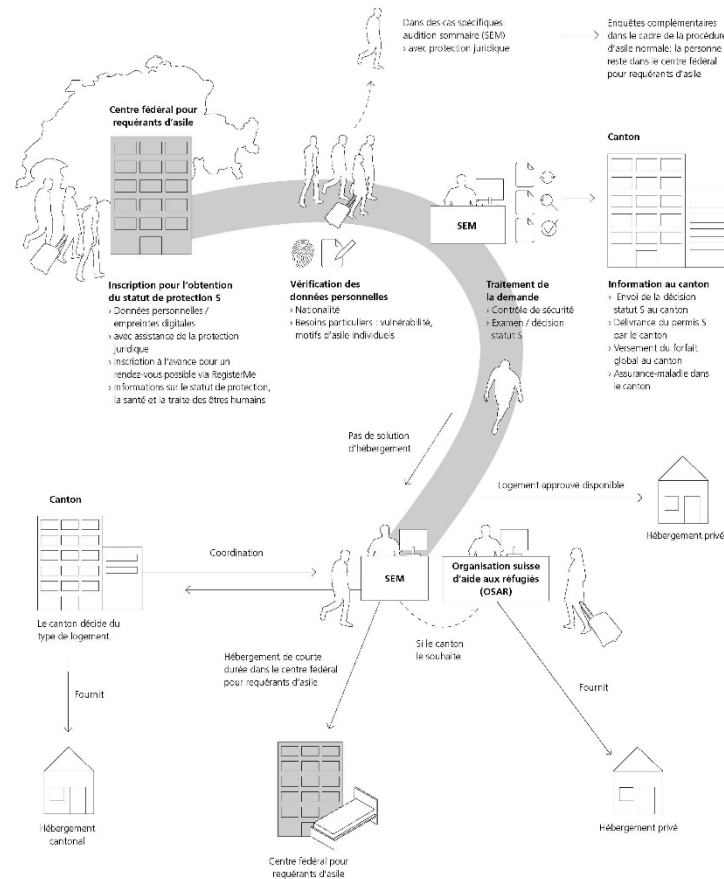 Dans des cas spécifiques:
audition sommaire (SEM)
› avec protection juridique
Enquêtes complémentaires
dans le cadre de la procédure
d'asile normale: la personne
reste dans le centre fédéral
pour requérants d'asile
Centre fédéral pour
requérants d'asile
Canton
SEM
Inscription pour l'obtention
du statut de protection S
› Données personnelles /
empreintes digitales
› avec assistance de la protection
juridique
› Inscription à l'avance pour un
rendez-vous possible via RegisterMe
› Informations sur le statut de protection,
la santé et la traite des êtres humains
Vérification des
données personnelles
› Nationalité
› Besoins particuliers : vulnérabilité,
motifs d'asile individuels
Traitement de
la demande
› Contrôle de sécurité
› Examen / décision
statut S
Information au canton
› Envoi de la décision
statut S au canton
› Délivrance du permis S
par le canton
› Versement du forfait
global au canton
› Assurance-maladie dans
le canton
Pas de solution
d'hébergement
Logement approuvé disponible
Hébergement privé
Canton
Coordination
SEM
Organisation suisse
d'aide aux réfugiés
(OSAR)
Le canton décide du
type de logement.
Si le canton
le souhaite
Hébergement de courte
durée dans le centre fédéral
pour requérants d'asile
Fournit
Fournit
Hébergement
cantonal
Hébergement privé
Centre fédéral pour
requérants d'asile